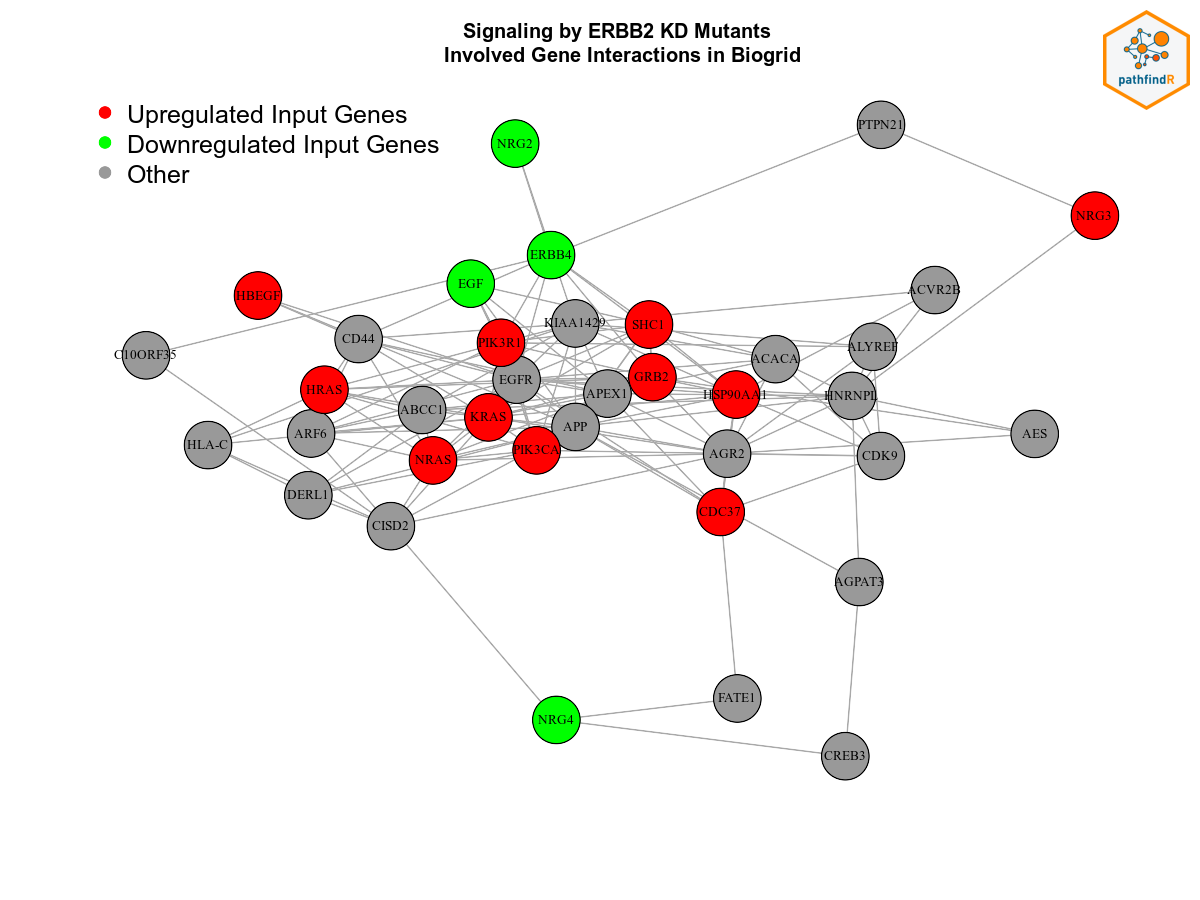 Signaling by ERBB2 KD Mutants
Involved Gene Interactions in Biogrid
pathfindR
Upregulated Input Genes
Downregulated Input Genes
Other
NRG2
PTPN21
NRG3
ERBB4
EGF
HBEGF
ACVR2B
KIAA1429
SHC1
CD44
PIK3R1
ALYREF
C10ORF35
ACACA
EGFR
GRB2
HRAS
APEX1
HSP90AA1
HNRNPL
ABCC1
KRAS
APP
ARF6
AES
HLA-C
PIK3CA
NRAS
AGR2
CDK9
DERL1
CDC37
CISD2
AGPAT3
FATE1
NRG4
CREB3